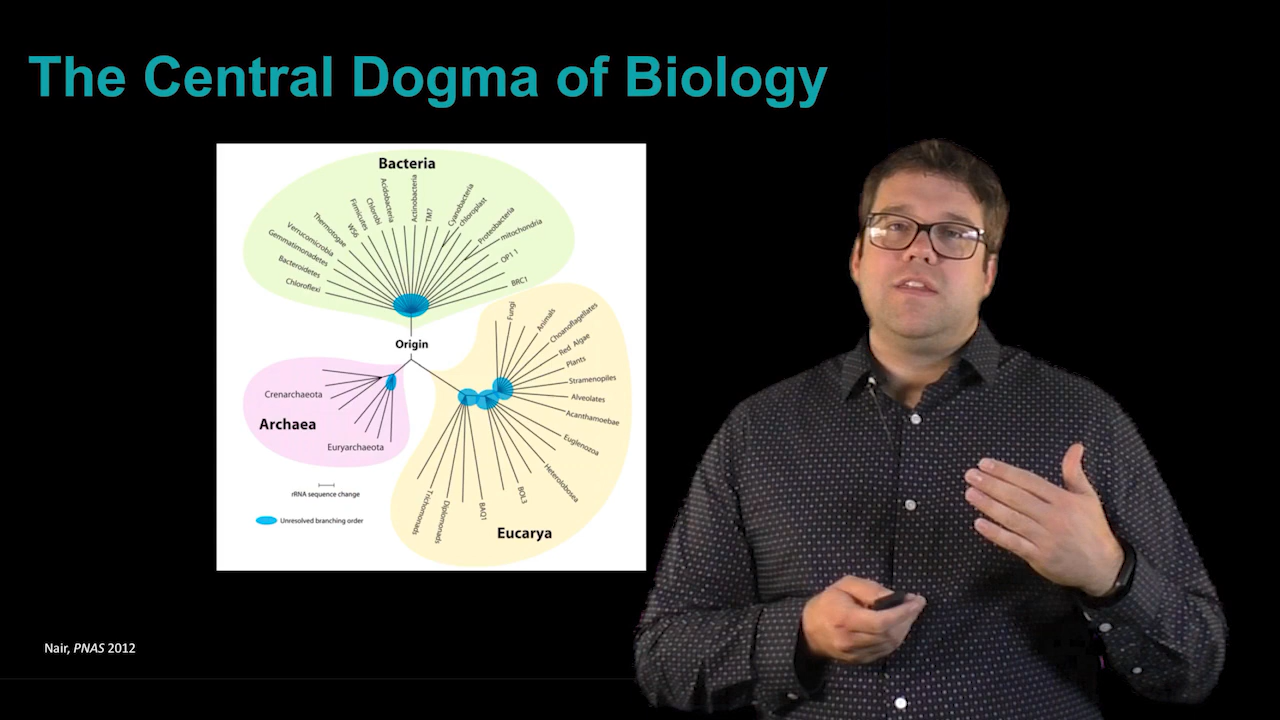 The Central Dogma of Biology
Bacteria
Chloroflexi
Bacteroidetes
Gemmatimonadetes
Verrucomicrobia
Thermotogae
WS6
Firmicutes
Chlorobi
Acidobacteria
Actinobacteria
TM7
Cyanobacteria
chloroplast
Proteobacteria
mitochondria
OP1 1
BRC1
Origin
Fungi
Animals
Choanoflagellates
Red Algae
Plants
Stramenopiles
Alveolates
Acanthamoebae
Euglenozoa
Heterolobosea
BOL3
BAQ1
Diplomonads
Trichomonads
Eucarya
Crenarchaeota
Archaea
Euryarchaeota
rRNA sequence change
Unresolved branching order
Nair, PNAS 2012